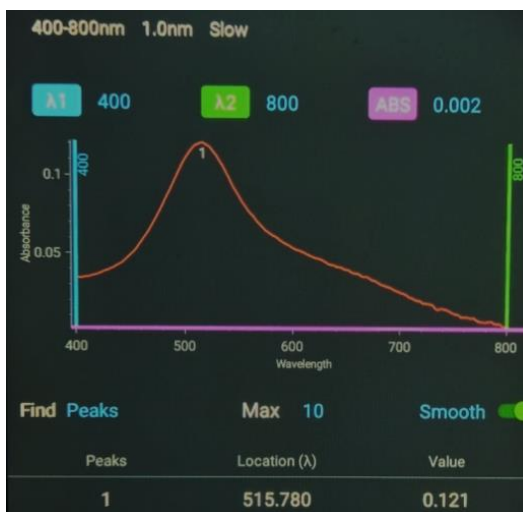 400-800nm 1.0nm Slow
λ1 400 λ2 800 ABS 0.002
0.1
0.05
Absorbance
400
1
800
400 500 600 700 800
Wavelength
Find Peaks Max 10 Smooth
Peaks Location (λ) Value
1 515.780 0.121